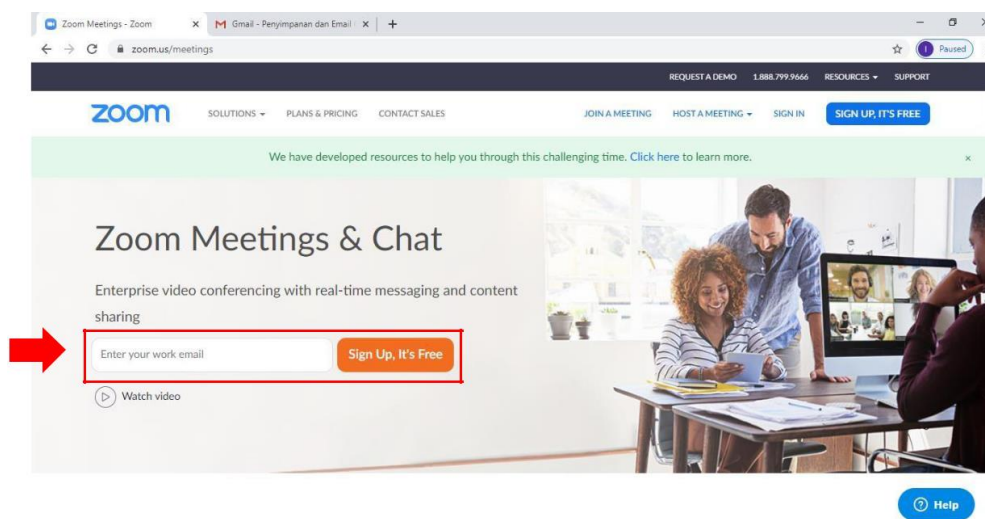 Zoom Meetings - Zoom
Gmail - Penyimpanan dan Email
zoom.us/meetings
I Paused
REQUEST A DEMO 1.888.799.9666 RESOURCES SUPPORT
zoom SOLUTIONS PLANS & PRICING CONTACT SALES JOIN A MEETING HOST A MEETING SIGN IN SIGN UP, IT'S FREE
We have developed resources to help you through this challenging time. Click here to learn more.
Zoom Meetings & Chat
Enterprise video conferencing with real-time messaging and content
sharing
Enter your work email Sign Up, It's Free
Watch video
Help